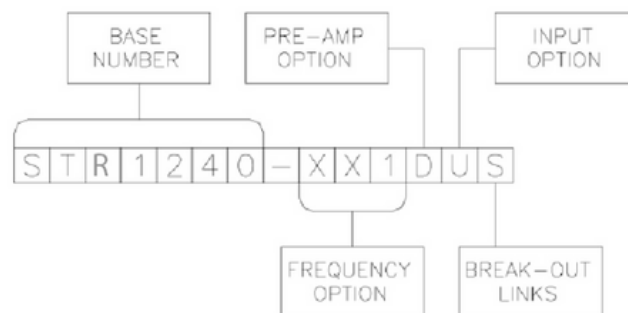 BASE
NUMBER
PRE-AMP
OPTION
INPUT
OPTION
STR1240-XX1DUS
FREQUENCY
OPTION
BREAK-OUT
LINKS